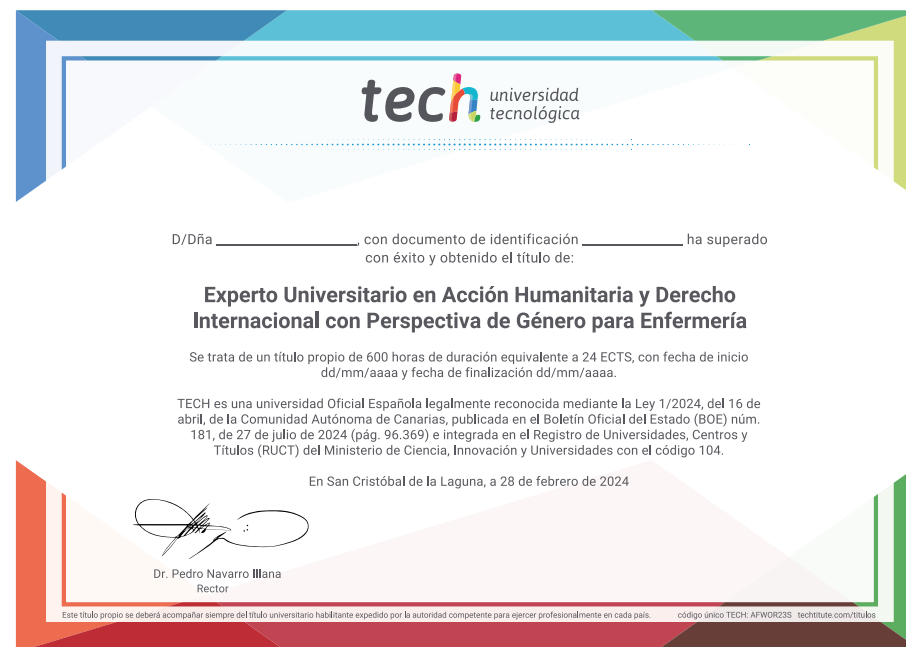 tech universidad
tecnológica
D/Dña ________________, con documento de identificación ____________ ha superado
con éxito y obtenido el título de:
Experto Universitario en Acción Humanitaria y Derecho
Internacional con Perspectiva de Género para Enfermería
Se trata de un título propio de 600 horas de duración equivalente a 24 ECTS, con fecha de inicio
dd/mm/aaaa y fecha de finalización dd/mm/aaaa.
TECH es una universidad Oficial Española legalmente reconocida mediante la Ley 1/2024, del 16 de
abril, de la Comunidad Autónoma de Canarias, publicada en el Boletín Oficial del Estado (BOE) núm.
181, de 27 de julio de 2024 (pág. 96.369) e integrada en el Registro de Universidades, Centros y
Títulos (RUCT) del Ministerio de Ciencia, Innovación y Universidades con el código 104.
En San Cristóbal de la Laguna, a 28 de febrero de 2024
Dr. Pedro Navarro Illana
Rector
Este título propio se deberá acompañar siempre del título universitario habilitante expedido por la autoridad competente para ejercer profesionalmente en cada país. código único TECH: AFWOR23S techtitute.com/titulos